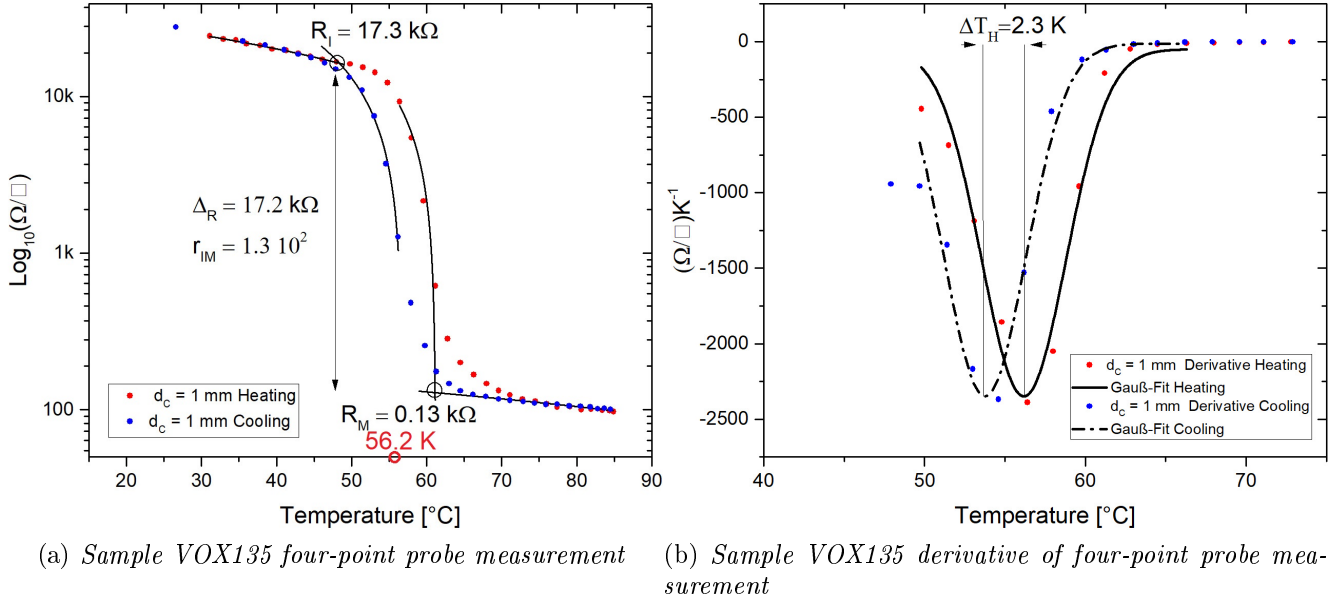 R_I = 17.3 kΩ
10k
1k
100
Log₁₀(Ω/□)
Δ_R = 17.2 kΩ
r_IM = 1.3 10²
d_C = 1 mm Heating
d_C = 1 mm Cooling
R_M = 0.13 kΩ
56.2 K
20 30 40 50 60 70 80 90
Temperature [°C]
(a) Sample VOX135 four-point probe measurement
ΔT_H=2.3 K
0
-500
-1000
-1500
-2000
-2500
(Ω/□)K⁻¹
d_C = 1 mm Derivative Heating
Gauß-Fit Heating
d_C = 1 mm Derivative Cooling
Gauß-Fit Cooling
40 50 60 70
Temperature [°C]
(b) Sample VOX135 derivative of four-point probe mea-
surement